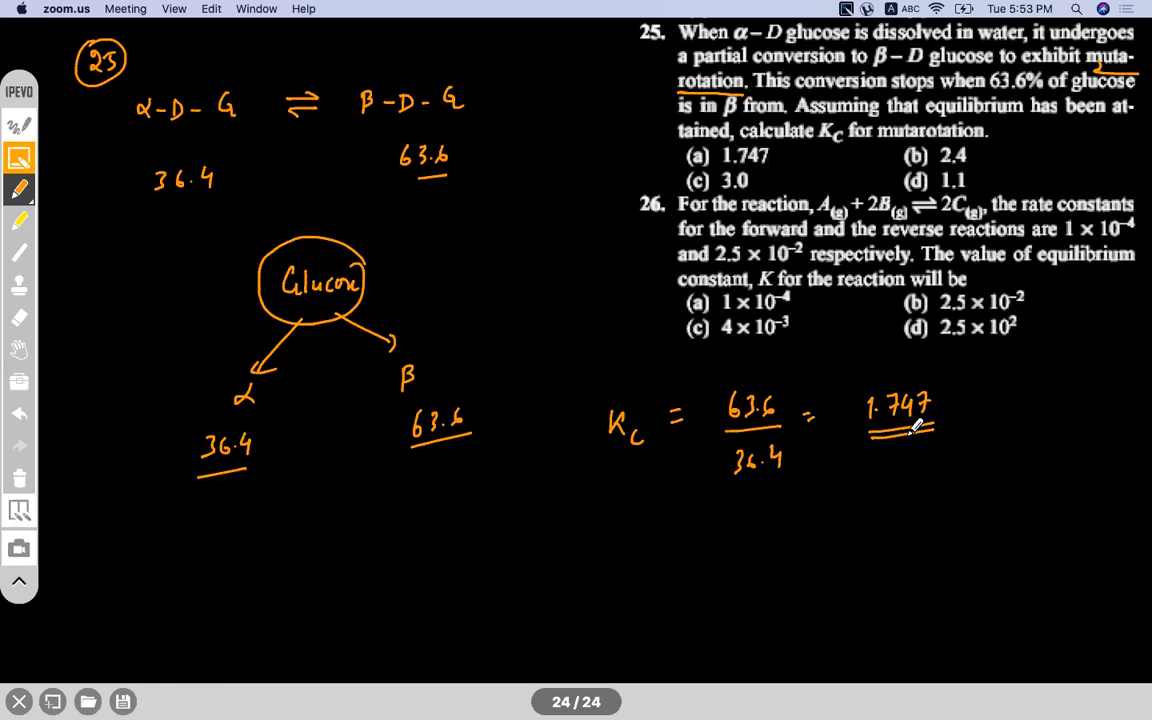 zoom.us Meeting View Edit Window Help
A ABC Tue 5:53 PM
IPEVO
25
α-D-G ⇌ β-D-G
36.4
63.6
Glucose
α
β
36.4
63.6
25. When α – D glucose is dissolved in water, it undergoes
a partial conversion to β – D glucose to exhibit muta-
rotation. This conversion stops when 63.6% of glucose
is in β from. Assuming that equilibrium has been at-
tained, calculate K_C for mutarotation.
(a) 1.747 (b) 2.4
(c) 3.0 (d) 1.1
26. For the reaction, A(g) + 2B(g) ⇌ 2C(g), the rate constants
for the forward and the reverse reactions are 1 × 10⁻⁴
and 2.5 × 10⁻² respectively. The value of equilibrium
constant, K for the reaction will be
(a) 1 × 10⁻⁴ (b) 2.5 × 10⁻²
(c) 4 × 10⁻³ (d) 2.5 × 10²
K_C = 63.6 / 36.4 = 1.747
24 / 24